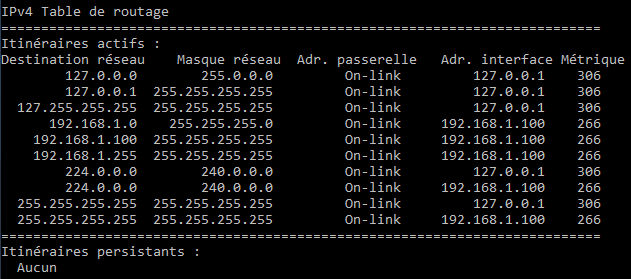 IPv4 Table de routage
===========================================================================
Itinéraires actifs :
Destination réseau    Masque réseau  Adr. passerelle   Adr. interface Métrique
        127.0.0.0        255.0.0.0         On-link         127.0.0.1    306
        127.0.0.1  255.255.255.255         On-link         127.0.0.1    306
  127.255.255.255  255.255.255.255         On-link         127.0.0.1    306
      192.168.1.0    255.255.255.0         On-link     192.168.1.100    266
    192.168.1.100  255.255.255.255         On-link     192.168.1.100    266
    192.168.1.255  255.255.255.255         On-link     192.168.1.100    266
        224.0.0.0        240.0.0.0         On-link         127.0.0.1    306
        224.0.0.0        240.0.0.0         On-link     192.168.1.100    266
  255.255.255.255  255.255.255.255         On-link         127.0.0.1    306
  255.255.255.255  255.255.255.255         On-link     192.168.1.100    266
===========================================================================
Itinéraires persistants :
  Aucun